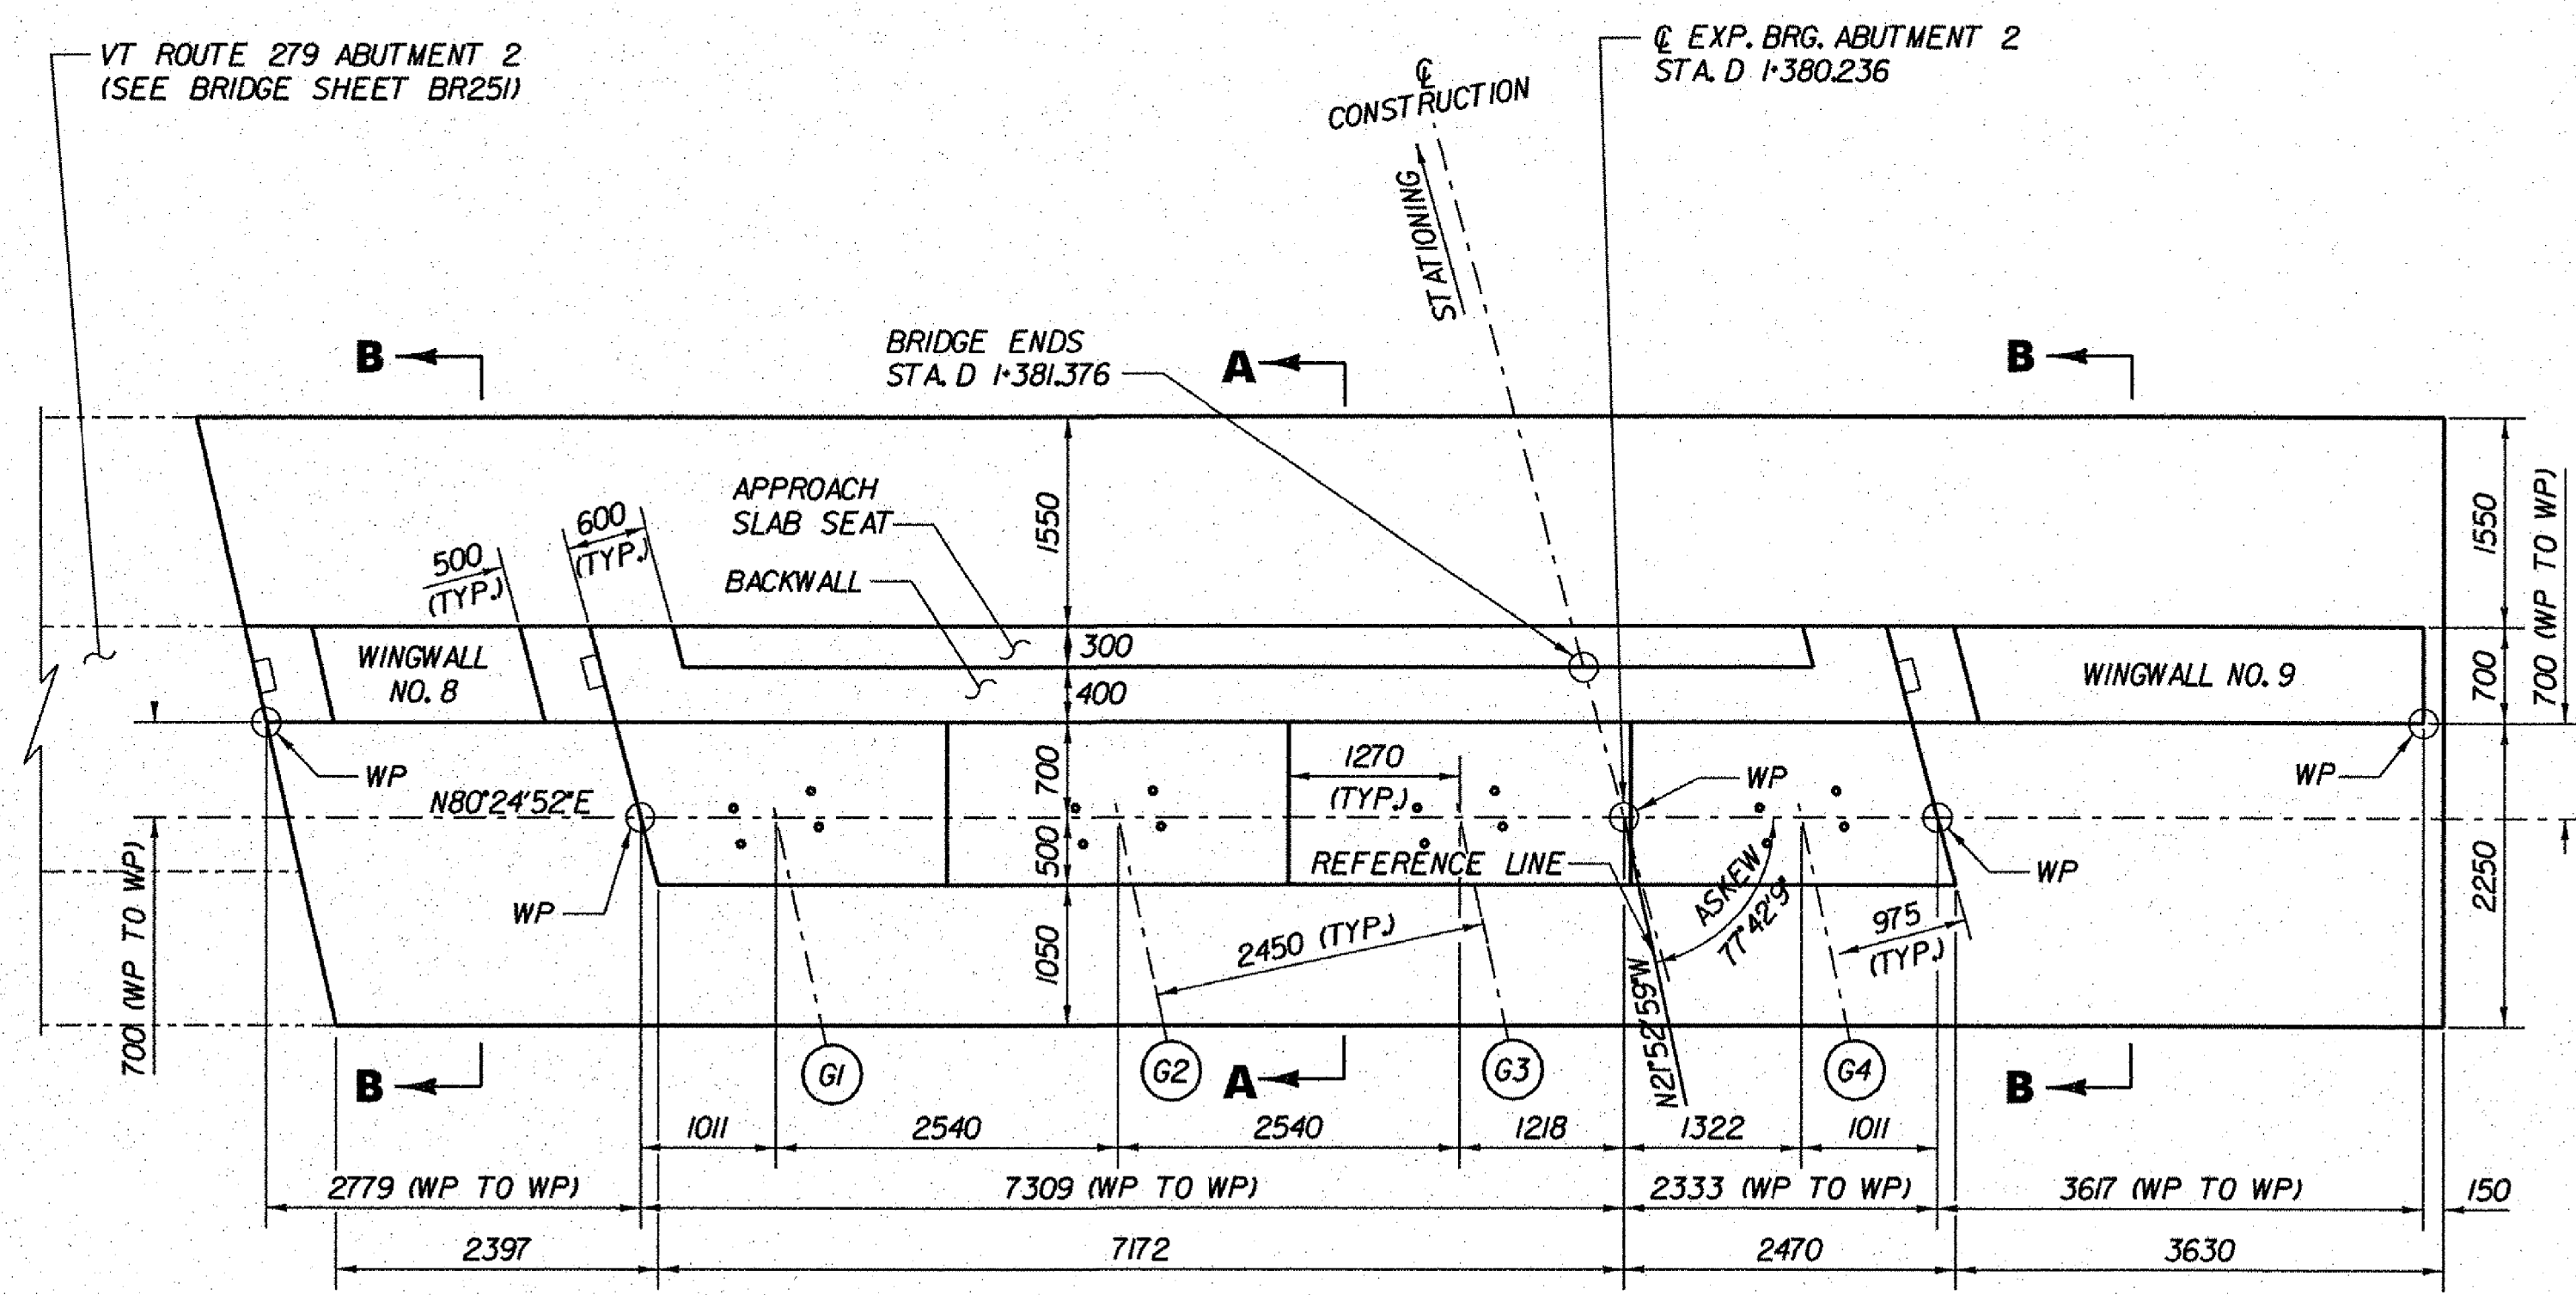 VT ROUTE 279 ABUTMENT 2
(SEE BRIDGE SHEET BR251)
℄ EXP. BRG. ABUTMENT 2
STA. D 1+380.236
℄
CONSTRUCTION
STATIONING
BRIDGE ENDS
STA. D 1+381.376
B
A
B
APPROACH
SLAB SEAT
BACKWALL
600
(TYP.)
500
(TYP.)
1550
1550
700 (WP TO WP)
WINGWALL
NO. 8
300
400
WINGWALL NO. 9
700
WP
N80°24'52"E
700
1270
(TYP.)
WP
WP
REFERENCE LINE
500
WP
WP
ASKEW
77°42'9"
2250
700 (WP TO WP)
1050
2450 (TYP.)
975
(TYP.)
N21°52'59"W
B
G1
G2
A
G3
G4
B
1011
2540
2540
1218
1322
1011
2779 (WP TO WP)
7309 (WP TO WP)
2333 (WP TO WP)
3617 (WP TO WP)
150
2397
7172
2470
3630